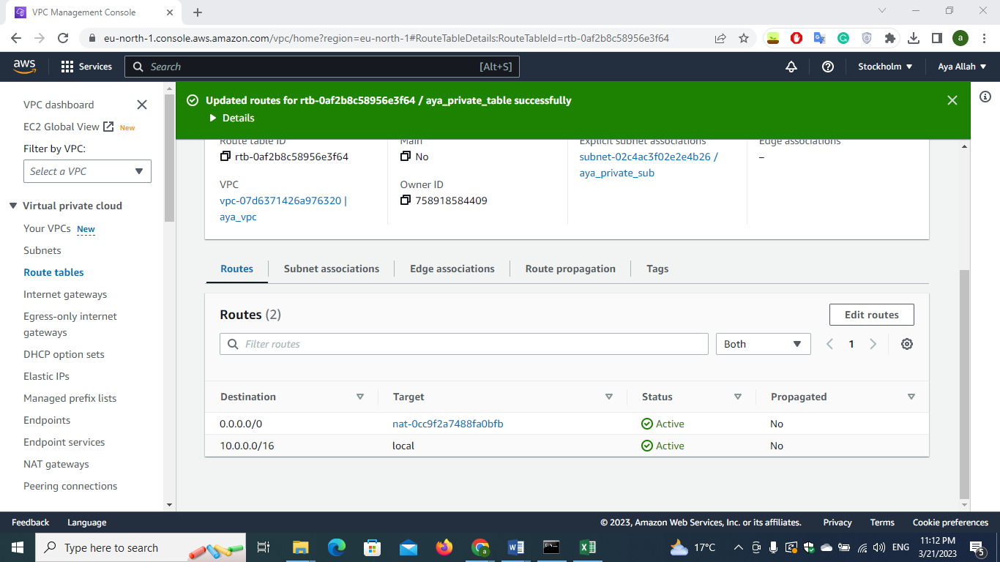 VPC Management Console
eu-north-1.console.aws.amazon.com/vpc/home?region=eu-north-1#RouteTableDetails:RouteTableId=rtb-0af2b8c58956e3f64
a
aws
Services
Search
[Alt+S]
Stockholm
Aya Allah
VPC dashboard
EC2 Global View New
Filter by VPC:
Select a VPC
Virtual private cloud
Your VPCs New
Subnets
Route tables
Internet gateways
Egress-only internet
gateways
DHCP option sets
Elastic IPs
Managed prefix lists
Endpoints
Endpoint services
NAT gateways
Peering connections
Updated routes for rtb-0af2b8c58956e3f64 / aya_private_table successfully
Details
Route table ID
rtb-0af2b8c58956e3f64
Main
No
Explicit subnet associations
subnet-02c4ac3f02e2e4b26 /
aya_private_sub
Edge associations
–
VPC
vpc-07d6371426a976320 |
aya_vpc
Owner ID
758918584409
Routes
Subnet associations
Edge associations
Route propagation
Tags
Routes (2)
Edit routes
Filter routes
Both
1
Destination Target Status Propagated
0.0.0.0/0 nat-0cc9f2a7488fa0bfb Active No
10.0.0.0/16 local Active No
Feedback
Language
© 2023, Amazon Web Services, Inc. or its affiliates.
Privacy
Terms
Cookie preferences
Type here to search
17°C
ENG
11:12 PM
3/21/2023
5